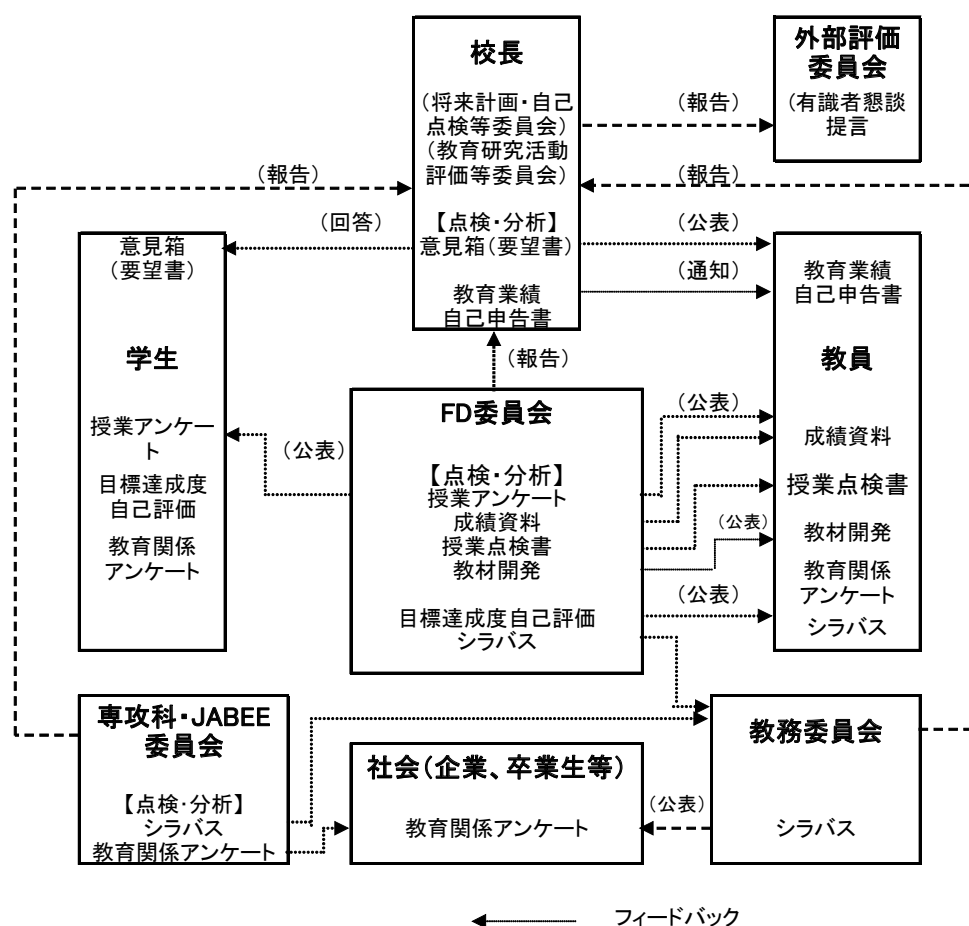 校長
(将来計画・自己
点検等委員会)
(教育研究活動
評価等委員会)
【点検・分析】
意見箱(要望書)
教育業績
自己申告書
外部評価
委員会
(有識者懇談
提言
(報告)
(報告)
(報告)
(回答)
(公表)
(通知)
意見箱
(要望書)
学生
授業アンケー
ト
目標達成度
自己評価
教育関係
アンケート
(公表)
(報告)
FD委員会
【点検・分析】
授業アンケート
成績資料
授業点検書
教材開発
目標達成度自己評価
シラバス
(公表)
(公表)
(公表)
教育業績
自己申告書
教員
成績資料
授業点検書
教材開発
教育関係
アンケート
シラバス
専攻科・JABEE
委員会
【点検・分析】
シラバス
教育関係アンケート
社会(企業、卒業生等)
教育関係アンケート
(公表)
教務委員会
シラバス
フィードバック